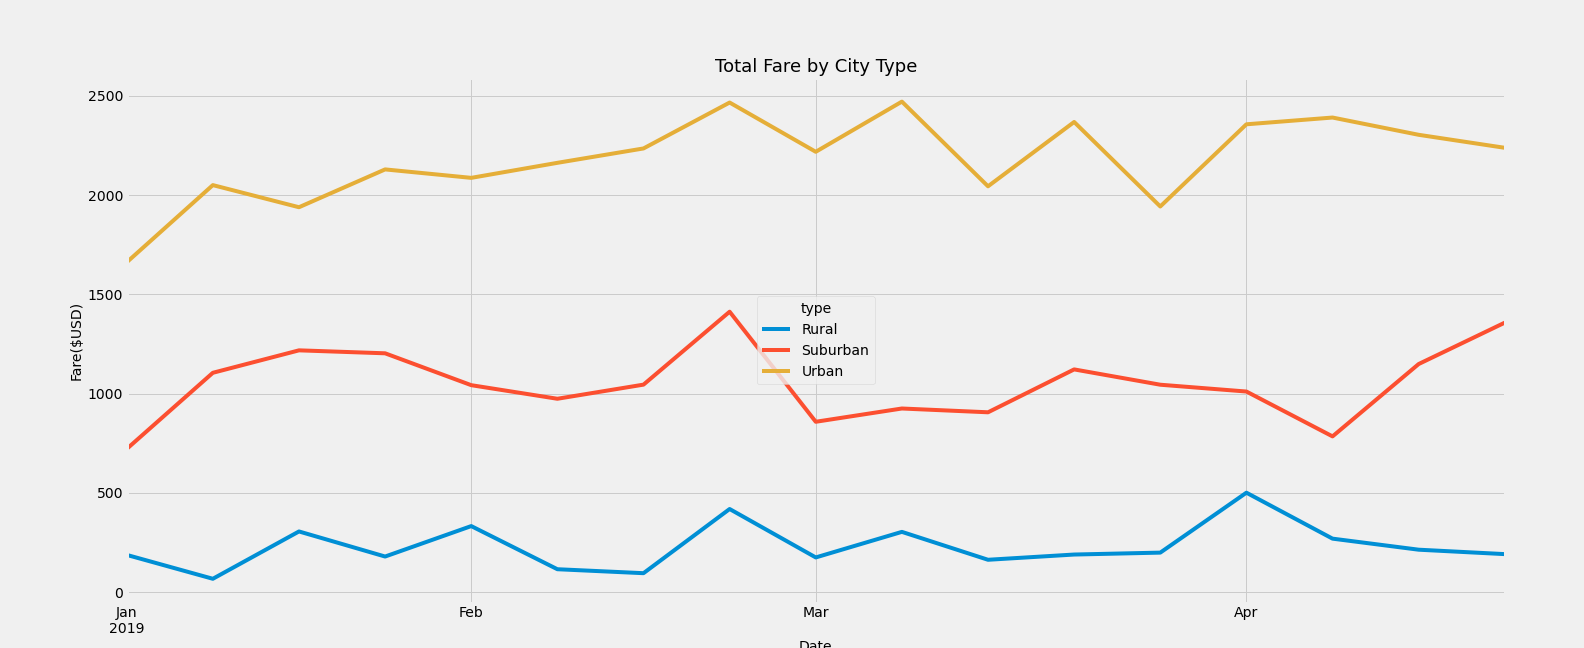 Total Fare by City Type
2500
2000
1500
1000
500
0
Fare($USD)
type
Rural
Suburban
Urban
Jan
2019
Feb
Mar
Apr
Date